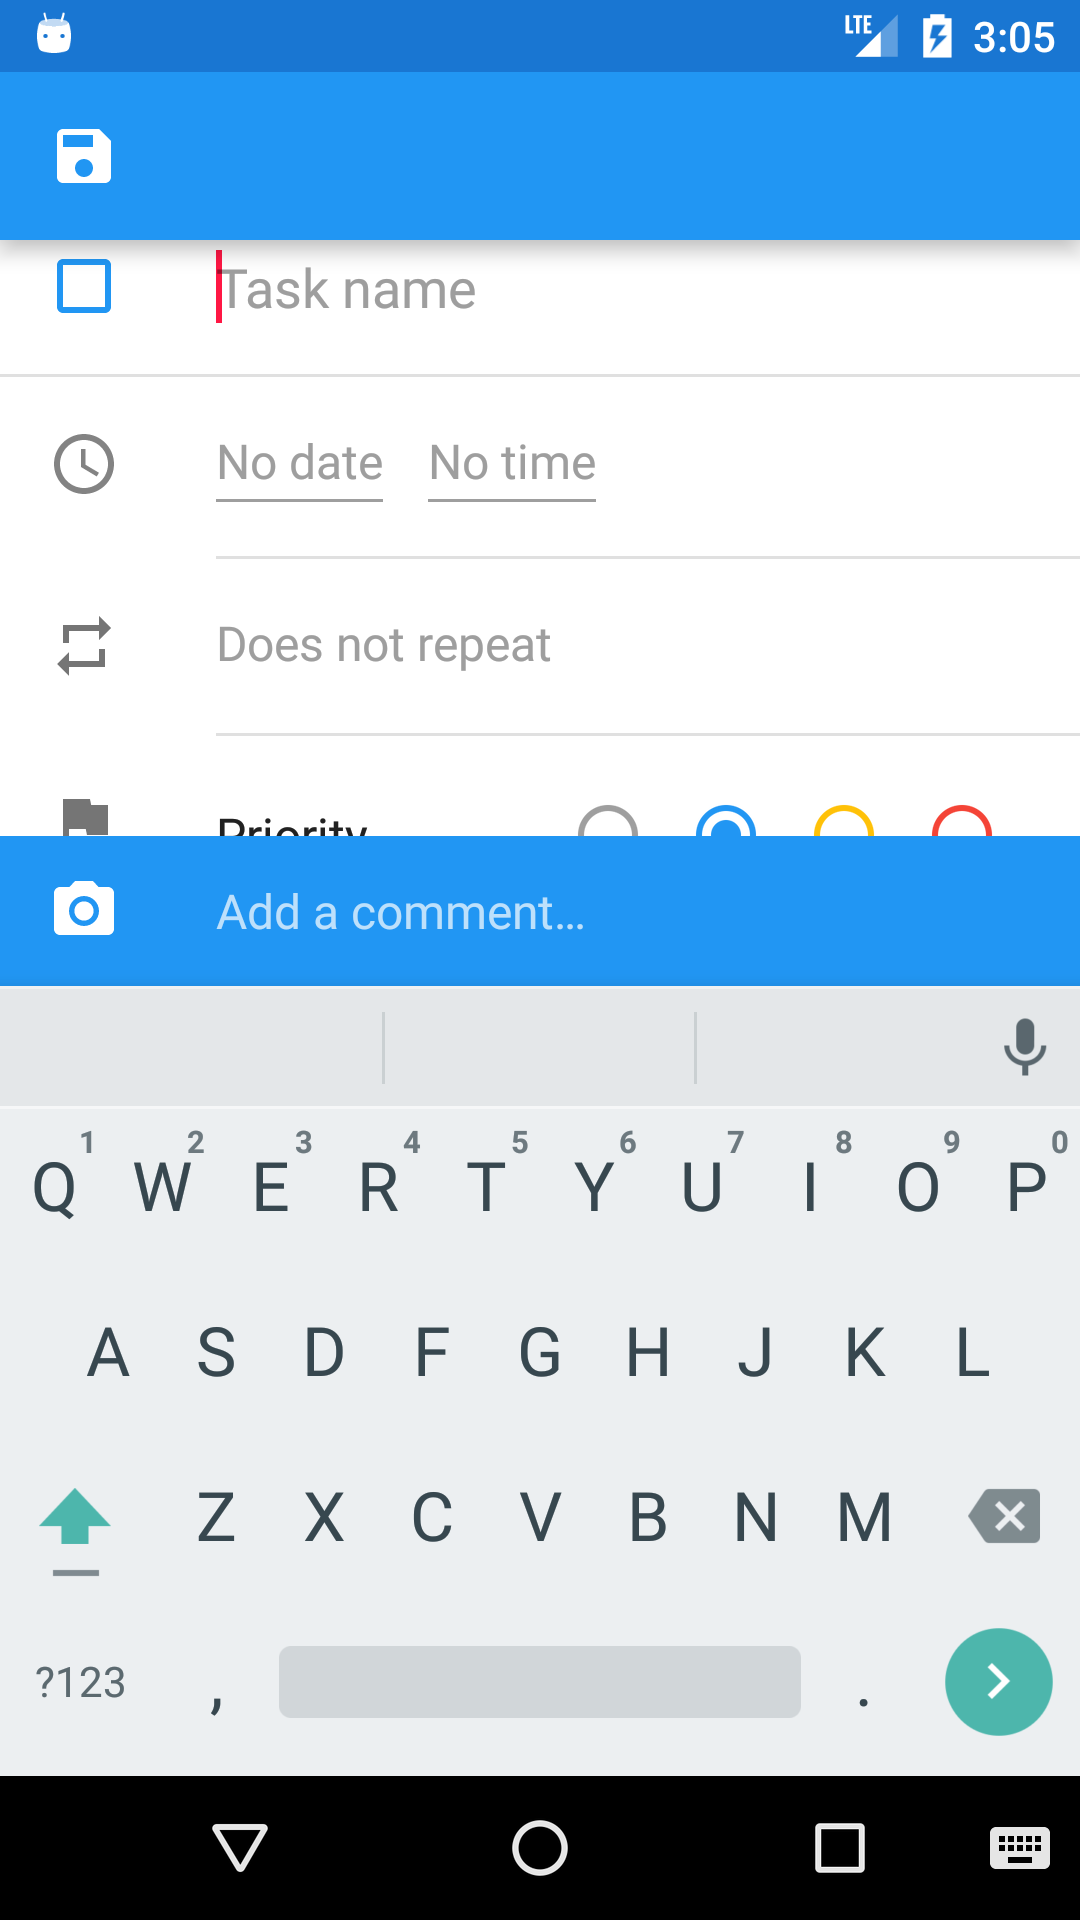 LTE 3:05
Task name
No date No time
Does not repeat
Priority
Add a comment...
1 2 3 4 5 6 7 8 9 0
Q W E R T Y U I O P
A S D F G H J K L
Z X C V B N M
?123 , .